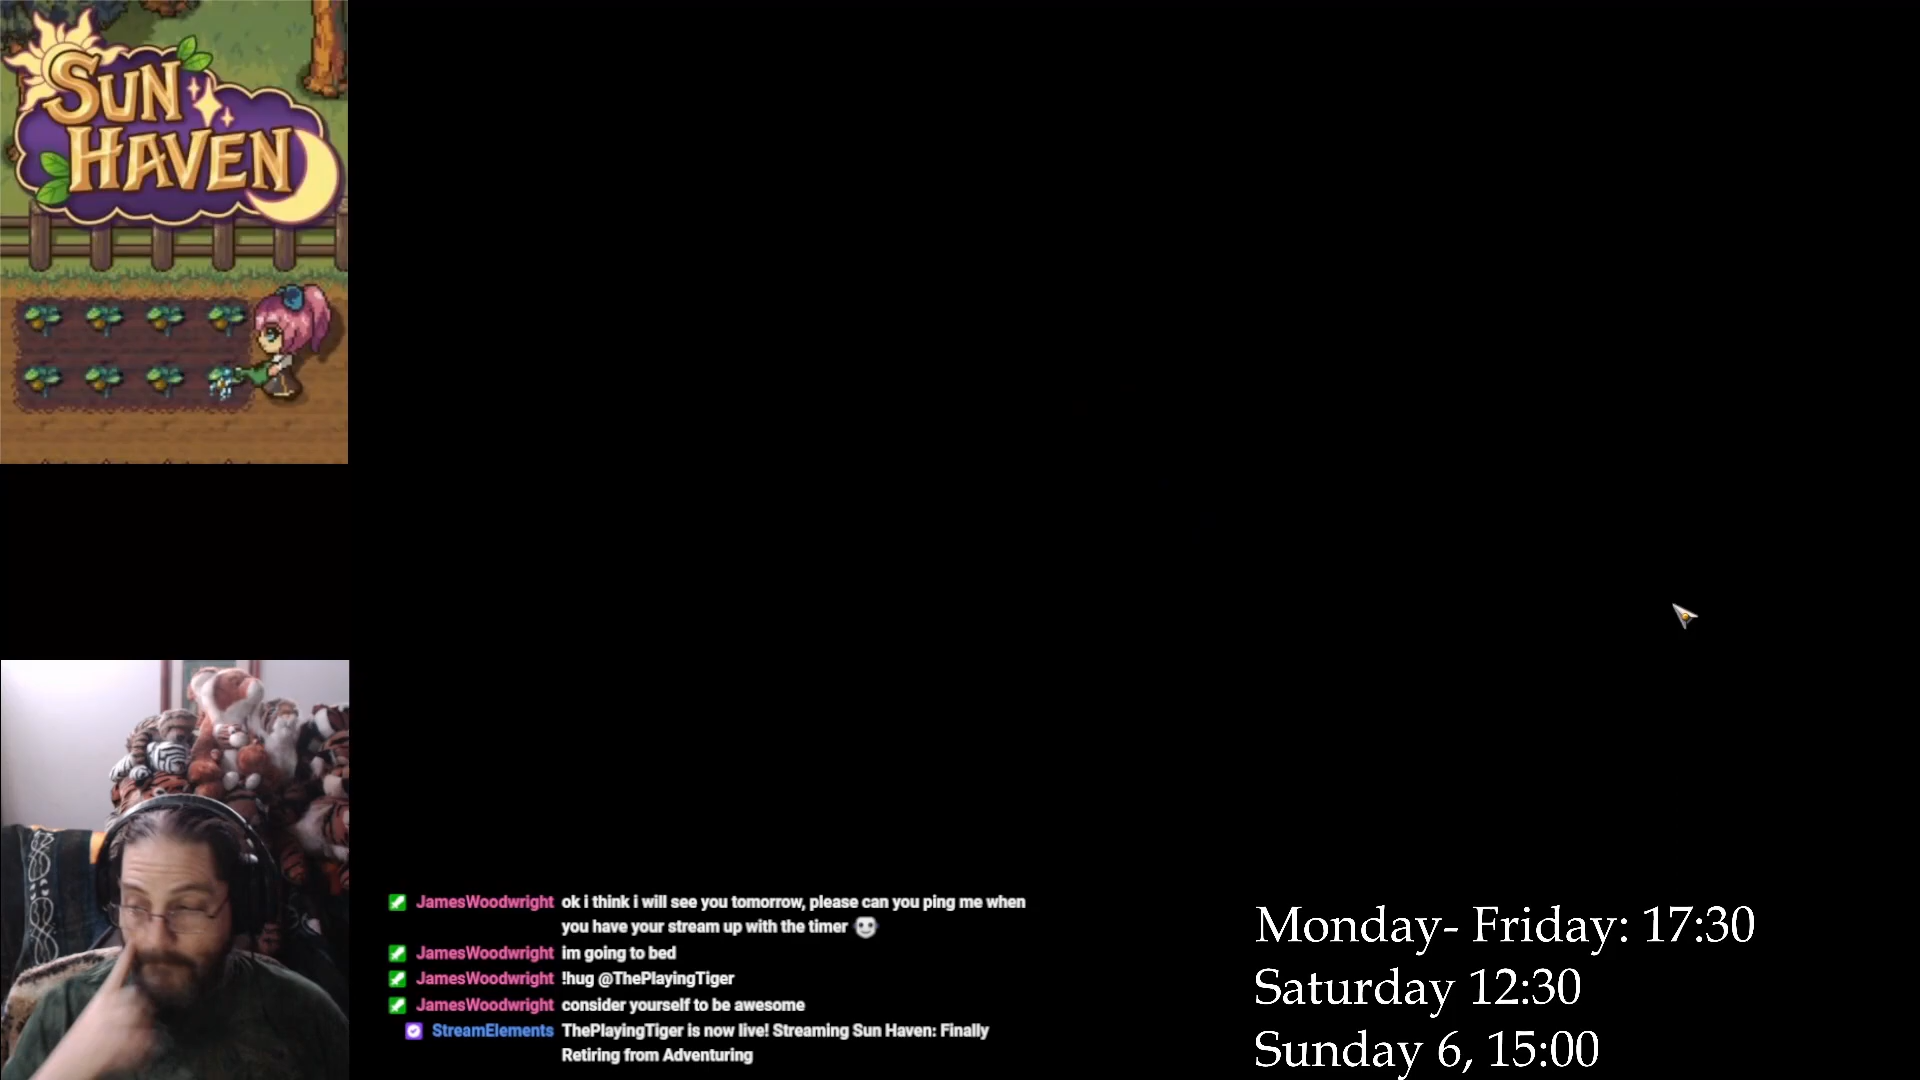 SUN
HAVEN
JamesWoodwright ok i think i will see you tomorrow, please can you ping me when
you have your stream up with the timer
JamesWoodwright im going to bed
JamesWoodwright !hug @ThePlayingTiger
JamesWoodwright consider yourself to be awesome
StreamElements ThePlayingTiger is now live! Streaming Sun Haven: Finally
Retiring from Adventuring
Monday- Friday: 17:30
Saturday 12:30
Sunday 6, 15:00